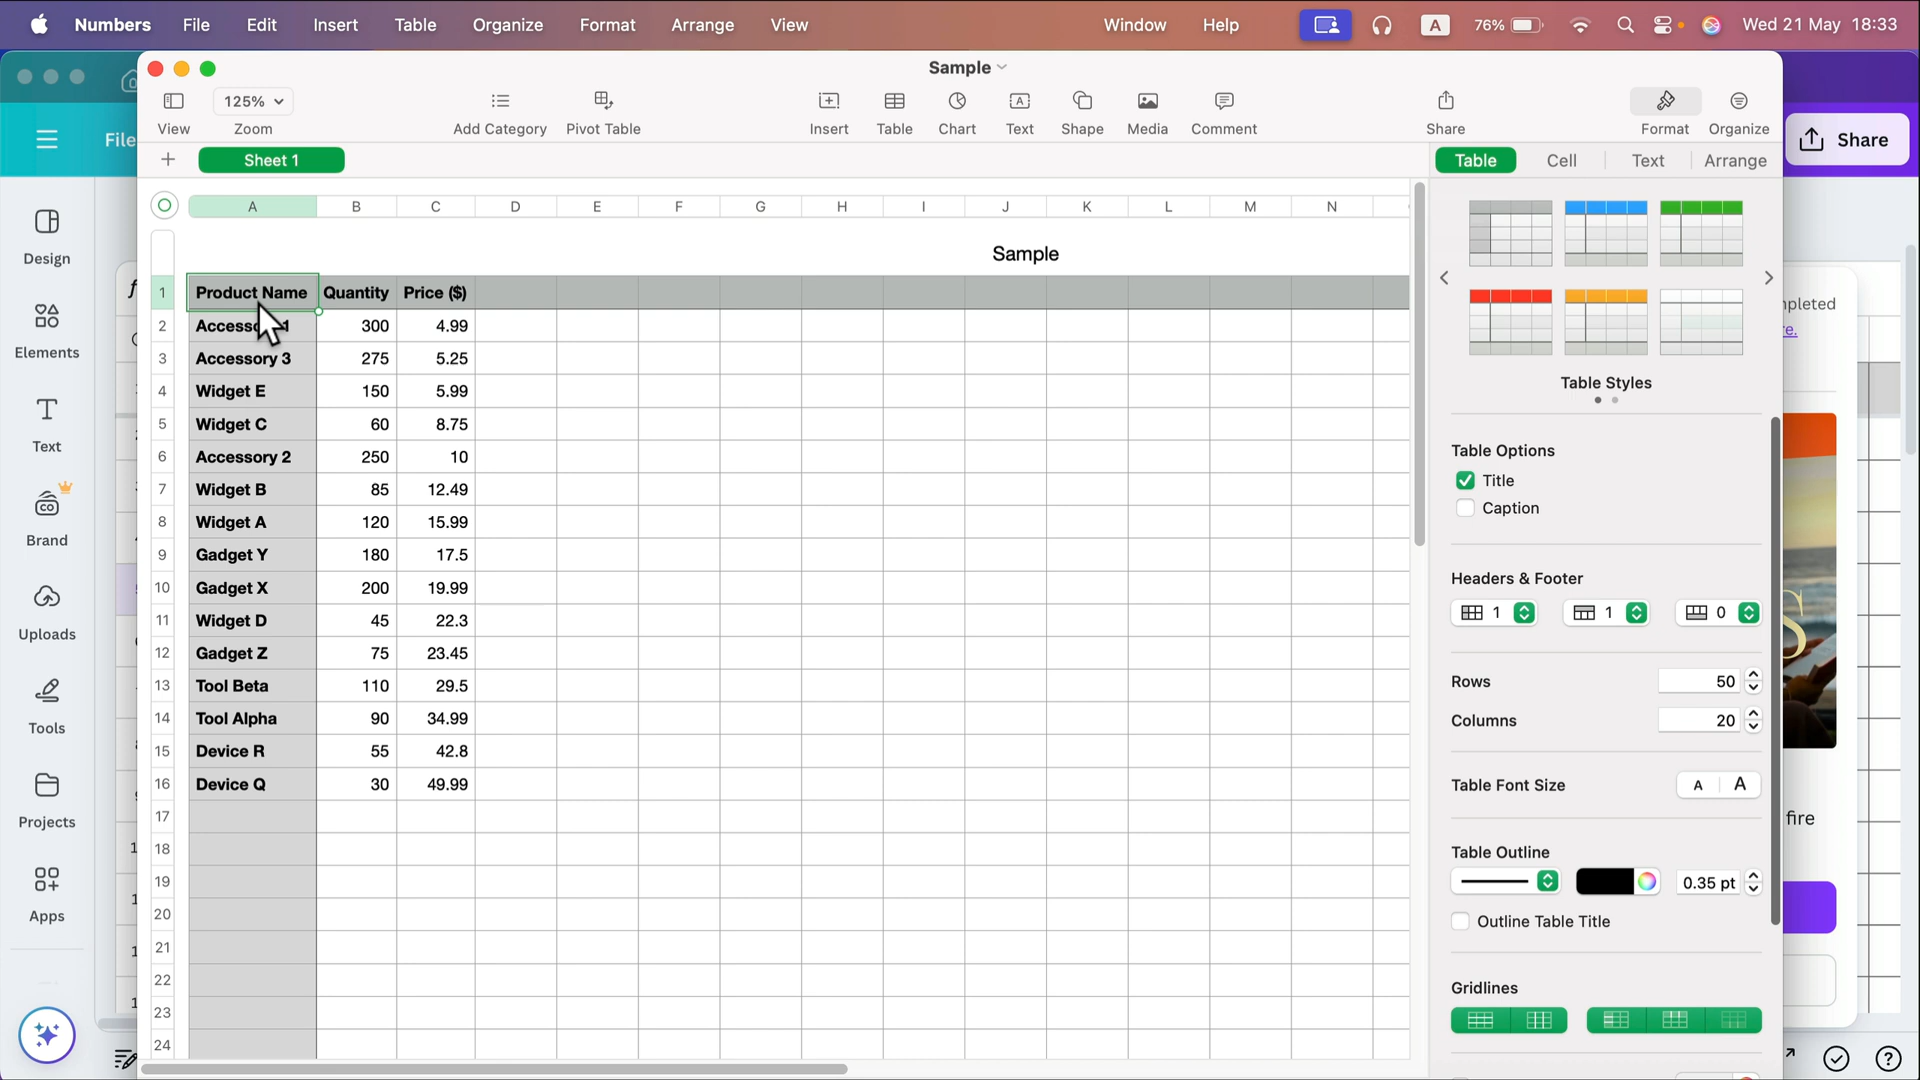 Numbers File Edit Insert Table Organize Format Arrange View Window Help A 76% Wed 21 May 18:33
Sample
125%
View Zoom Add Category Pivot Table Insert Table Chart Text Shape Media Comment Share Format Organize
File
Share
+ Sheet 1
Table Cell Text Arrange
A B C D E F G H I J K L M N
Sample
1 Product Name Quantity Price ($)
2 Access 1 300 4.99
3 Accessory 3 275 5.25
4 Widget E 150 5.99
5 Widget C 60 8.75
6 Accessory 2 250 10
7 Widget B 85 12.49
8 Widget A 120 15.99
9 Gadget Y 180 17.5
10 Gadget X 200 19.99
11 Widget D 45 22.3
12 Gadget Z 75 23.45
13 Tool Beta 110 29.5
14 Tool Alpha 90 34.99
15 Device R 55 42.8
16 Device Q 30 49.99
17
18
19
20
21
22
23
24
Design
Elements
Text
Brand
Uploads
Tools
Projects
Apps
Table Styles
Table Options
Title
Caption
Headers & Footer
1 1 0
Rows 50
Columns 20
Table Font Size A A
Table Outline
0.35 pt
Outline Table Title
Gridlines
pleted
e.
S
fire